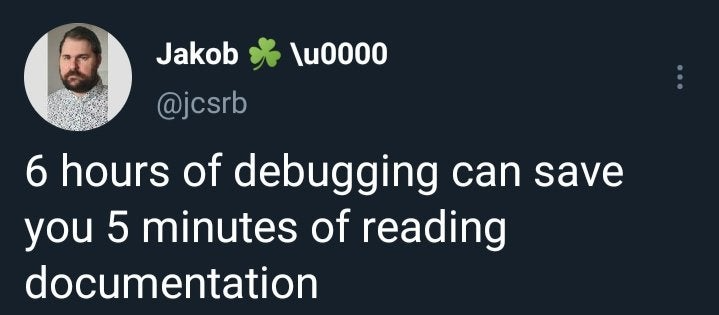 Jakob ☘️ \u0000
@jcsrb
6 hours of debugging can save
you 5 minutes of reading
documentation